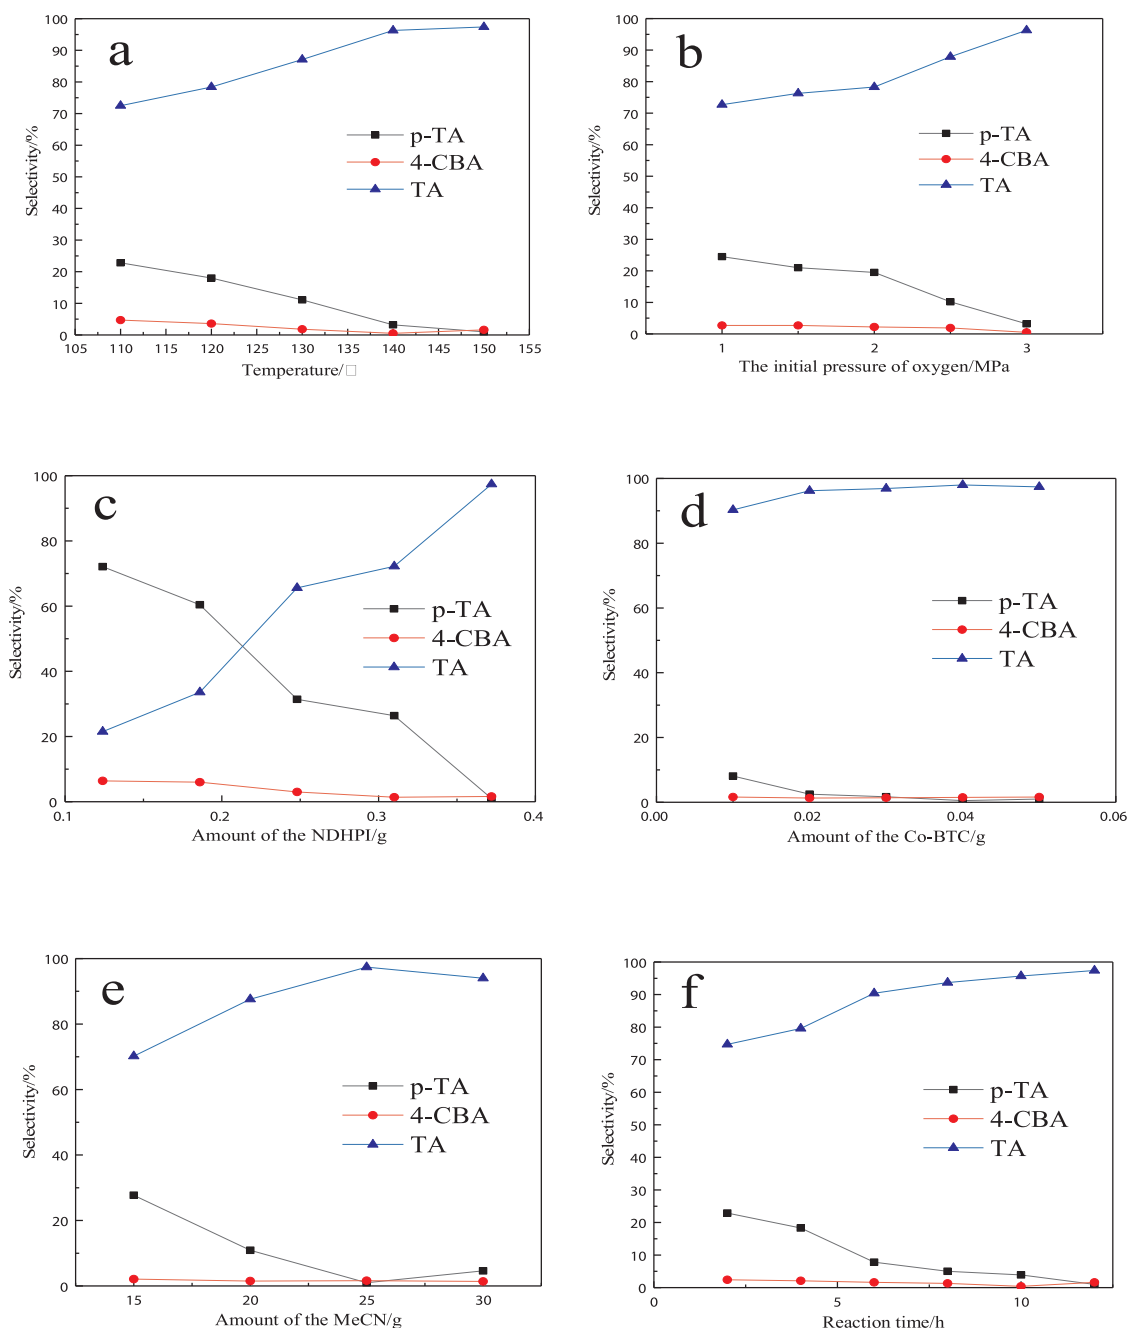 a
100
90
80
70
60
50
40
30
20
10
0
Selectivity/%
p-TA
4-CBA
TA
105 110 115 120 125 130 135 140 145 150 155
Temperature/□
b
100
90
80
70
60
50
40
30
20
10
0
Selectivity/%
p-TA
4-CBA
TA
1 2 3
The initial pressure of oxygen/MPa
c
100
80
60
40
20
0
Selectivity/%
p-TA
4-CBA
TA
0.1 0.2 0.3 0.4
Amount of the NDHPI/g
d
100
80
60
40
20
0
Selectivity/%
p-TA
4-CBA
TA
0.00 0.02 0.04 0.06
Amount of the Co-BTC/g
e
100
80
60
40
20
0
Selectivity/%
p-TA
4-CBA
TA
15 20 25 30
Amount of the MeCN/g
f
100
90
80
70
60
50
40
30
20
10
0
Selectivity/%
p-TA
4-CBA
TA
0 5 10
Reaction time/h